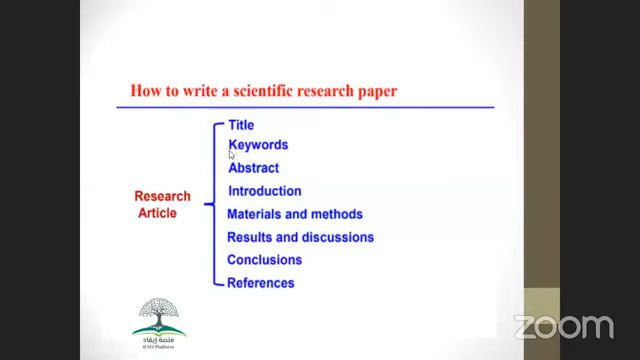 How to write a scientific research paper
Title
Keywords
Abstract
Introduction
Research
Article
Materials and methods
Results and discussions
Conclusions
References
منصة إيفاد
IFAD Platform
zoom